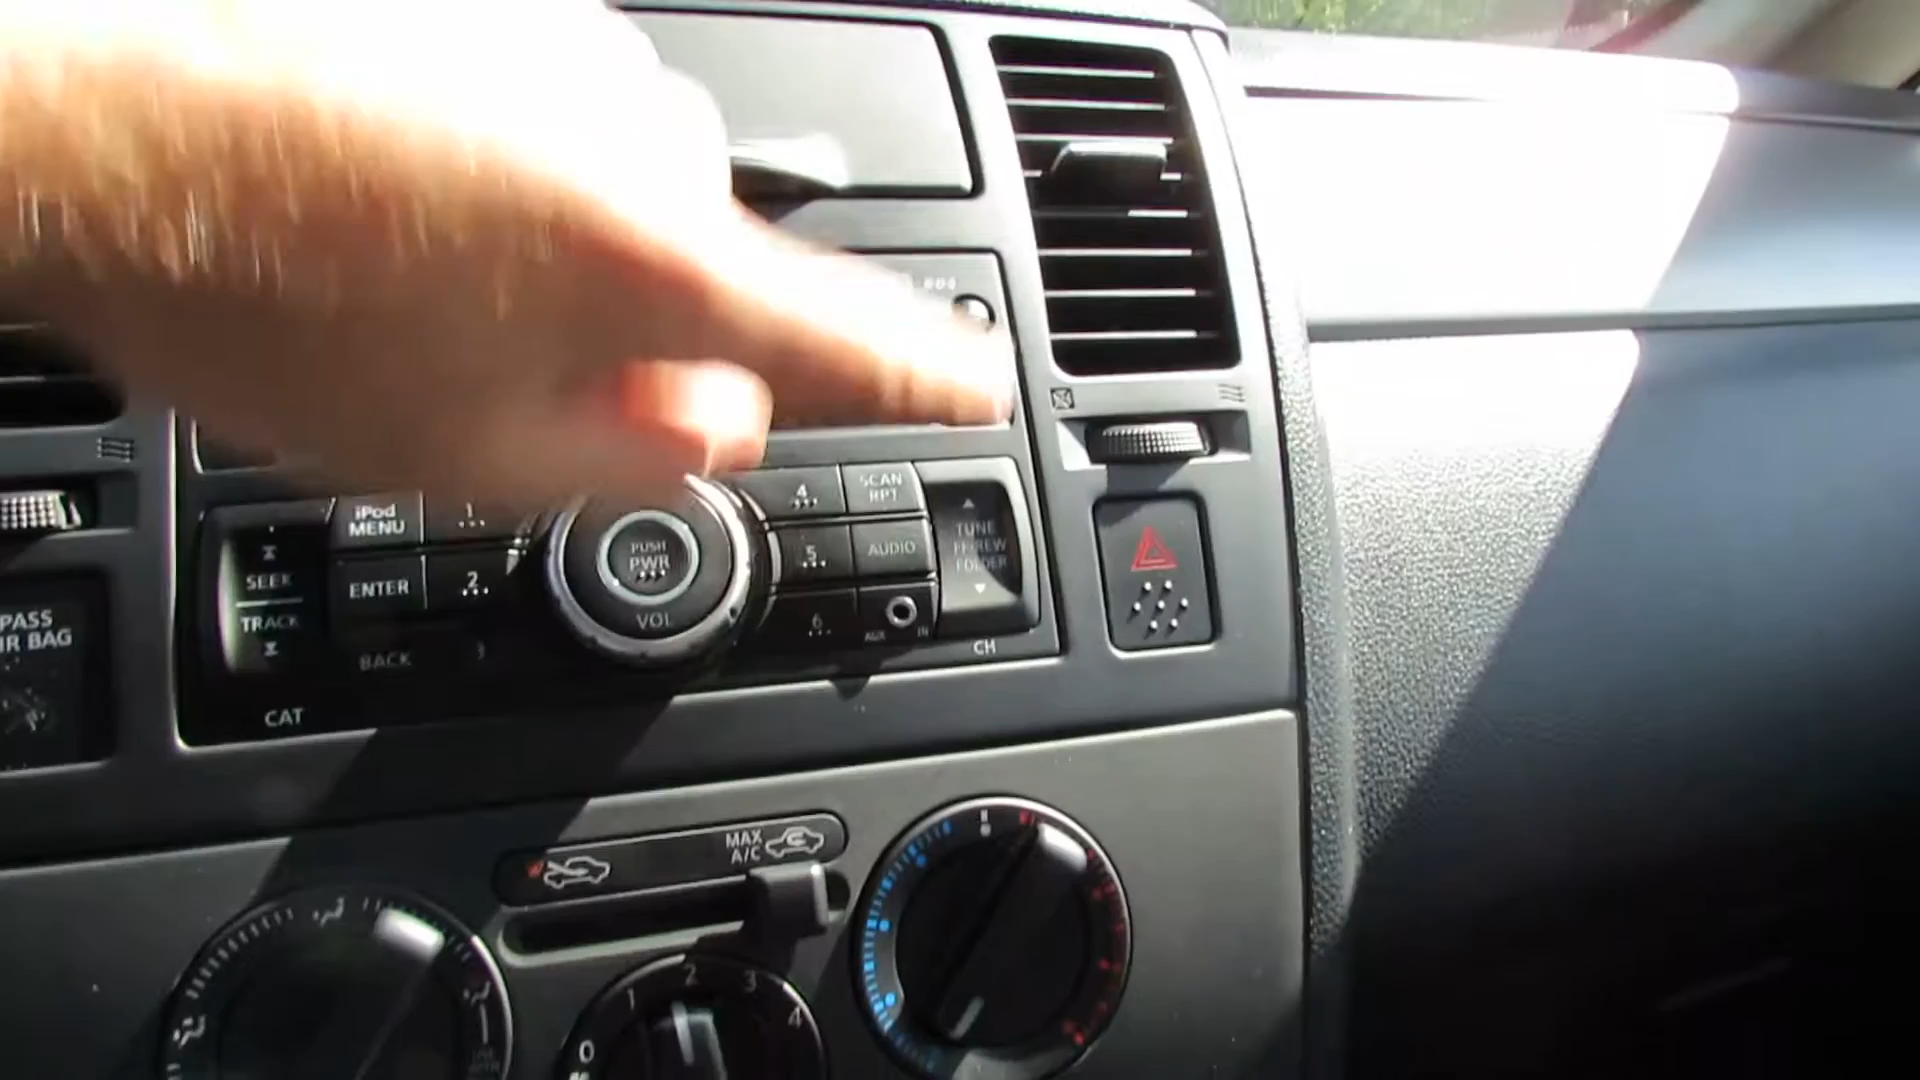 iPod
MENU
1
4
SCAN
RPT
SEEK
TRACK
ENTER
2
PUSH
PWR
VOL
5
AUDIO
TUNE
FF·REW
FOLDER
BACK
3
6
AUX
IN
CH
CAT
PASS
IR BAG
MAX
A/C
0
1
2
3
4